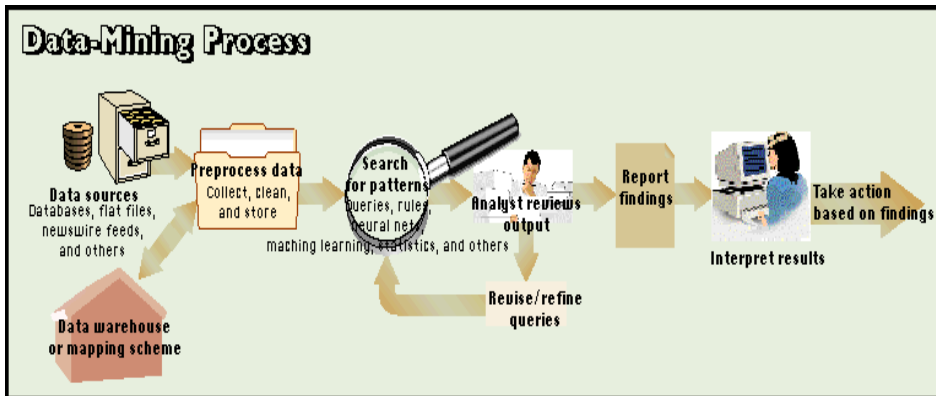 Data-Mining Process
Data sources
Databases, flat files,
newswire feeds,
and others
Data warehouse
or mapping scheme
Preprocess data
Collect, clean,
and store
Search
for patterns
Queries, rules,
neural nets,
maching learning, statistics, and others
Analyst reviews
output
Revise/refine
queries
Report
findings
Interpret results
Take action
based on findings